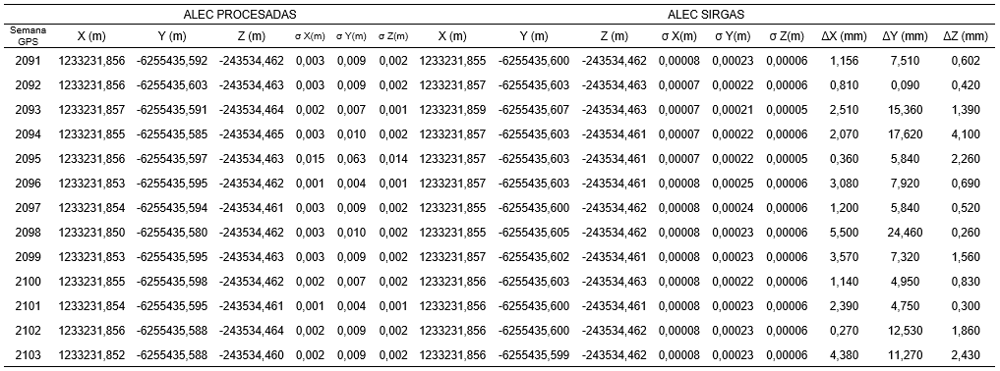 ALEC PROCESADAS ALEC SIRGAS
Semana GPS X (m) Y (m) Z (m) σ X(m) σ Y(m) σ Z(m) X (m) Y (m) Z (m) σ X(m) σ Y(m) σ Z(m) ΔX (mm) ΔY (mm) ΔZ (mm)
2091 1233231,856 -6255435,592 -243534,462 0,003 0,009 0,002 1233231,855 -6255435,600 -243534,462 0,00008 0,00023 0,00006 1,156 7,510 0,602
2092 1233231,856 -6255435,603 -243534,463 0,003 0,009 0,002 1233231,857 -6255435,603 -243534,463 0,00007 0,00022 0,00006 0,810 0,090 0,420
2093 1233231,857 -6255435,591 -243534,464 0,002 0,007 0,001 1233231,859 -6255435,607 -243534,463 0,00007 0,00021 0,00005 2,510 15,360 1,390
2094 1233231,855 -6255435,585 -243534,465 0,003 0,010 0,002 1233231,857 -6255435,603 -243534,461 0,00007 0,00022 0,00006 2,070 17,620 4,100
2095 1233231,856 -6255435,597 -243534,463 0,015 0,063 0,014 1233231,857 -6255435,603 -243534,461 0,00007 0,00022 0,00005 0,360 5,840 2,260
2096 1233231,853 -6255435,595 -243534,462 0,001 0,004 0,001 1233231,857 -6255435,603 -243534,461 0,00008 0,00025 0,00006 3,080 7,920 0,690
2097 1233231,854 -6255435,594 -243534,461 0,003 0,009 0,002 1233231,855 -6255435,600 -243534,462 0,00008 0,00024 0,00006 1,200 5,840 0,520
2098 1233231,850 -6255435,580 -243534,462 0,003 0,010 0,002 1233231,855 -6255435,605 -243534,462 0,00008 0,00023 0,00006 5,500 24,460 0,260
2099 1233231,853 -6255435,595 -243534,463 0,003 0,009 0,002 1233231,857 -6255435,602 -243534,461 0,00008 0,00023 0,00006 3,570 7,320 1,560
2100 1233231,855 -6255435,598 -243534,462 0,002 0,007 0,002 1233231,856 -6255435,603 -243534,463 0,00008 0,00022 0,00006 1,140 4,950 0,830
2101 1233231,854 -6255435,595 -243534,461 0,001 0,004 0,001 1233231,856 -6255435,600 -243534,461 0,00008 0,00023 0,00006 2,390 4,750 0,300
2102 1233231,856 -6255435,588 -243534,464 0,002 0,009 0,002 1233231,856 -6255435,600 -243534,462 0,00008 0,00023 0,00006 0,270 12,530 1,860
2103 1233231,852 -6255435,588 -243534,460 0,002 0,009 0,002 1233231,856 -6255435,599 -243534,462 0,00008 0,00023 0,00006 4,380 11,270 2,430